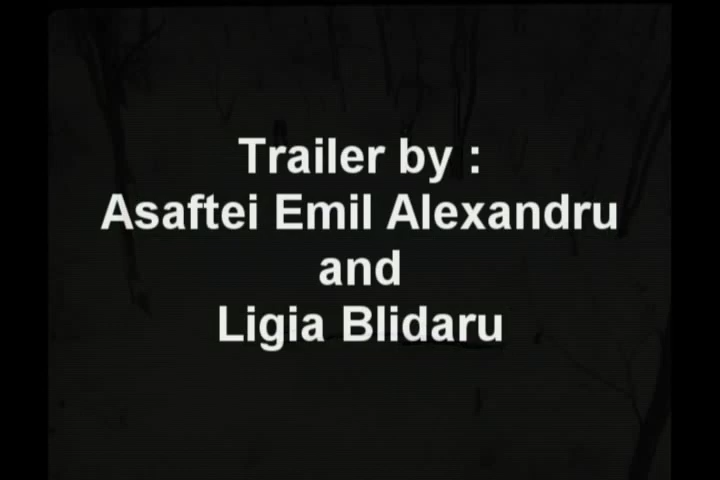 Trailer by :
Asaftei Emil Alexandru
and
Ligia Blidaru